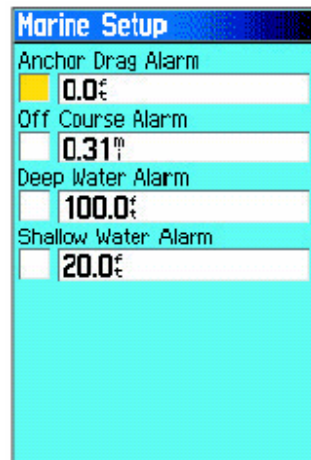 Marine Setup
Anchor Drag Alarm
0.0ft
Off Course Alarm
0.31mi
Deep Water Alarm
100.0ft
Shallow Water Alarm
20.0ft